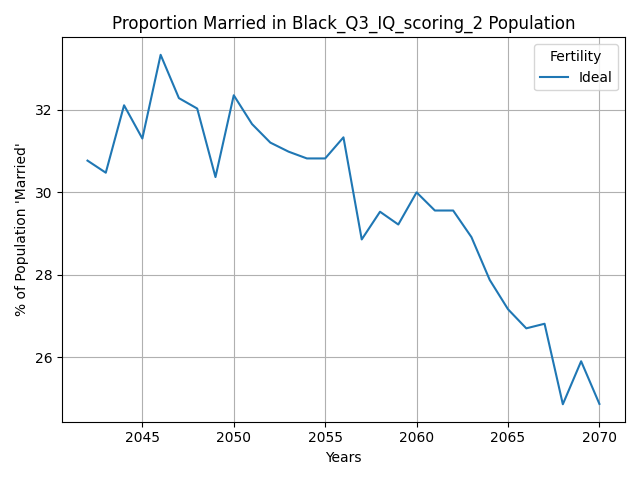 Proportion Married in Black_Q3_IQ_scoring_2 Population
Fertility
Ideal
% of Population 'Married'
32
30
28
26
2045 2050 2055 2060 2065 2070
Years